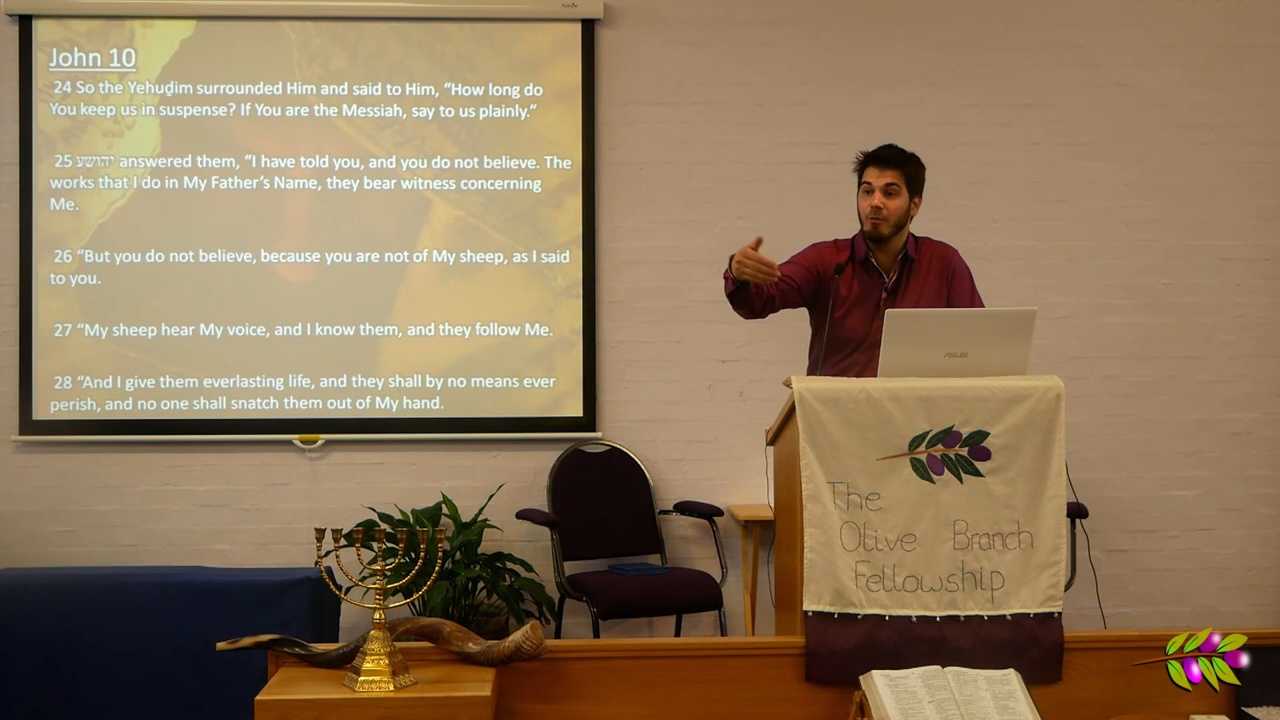 John 10
24 So the Yehuḏim surrounded Him and said to Him, “How long do
You keep us in suspense? If You are the Messiah, say to us plainly.”
25 יהושע answered them, “I have told you, and you do not believe. The
works that I do in My Father’s Name, they bear witness concerning
Me.
26 “But you do not believe, because you are not of My sheep, as I said
to you.
27 “My sheep hear My voice, and I know them, and they follow Me.
28 “And I give them everlasting life, and they shall by no means ever
perish, and no one shall snatch them out of My hand.
ASUS
The
Olive Branch
Fellowship